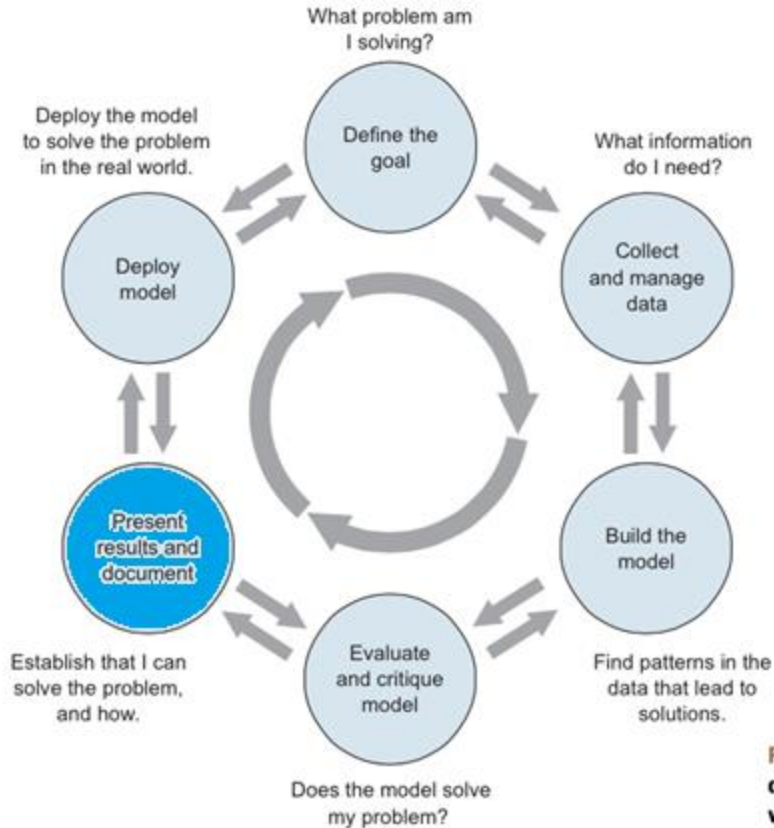 What problem am
I solving?
Define the
goal
What information
do I need?
Collect
and manage
data
Build the
model
Find patterns in the
data that lead to
solutions.
Evaluate
and critique
model
Does the model solve
my problem?
Present
results and
document
Establish that I can
solve the problem,
and how.
Deploy
model
Deploy the model
to solve the problem
in the real world.